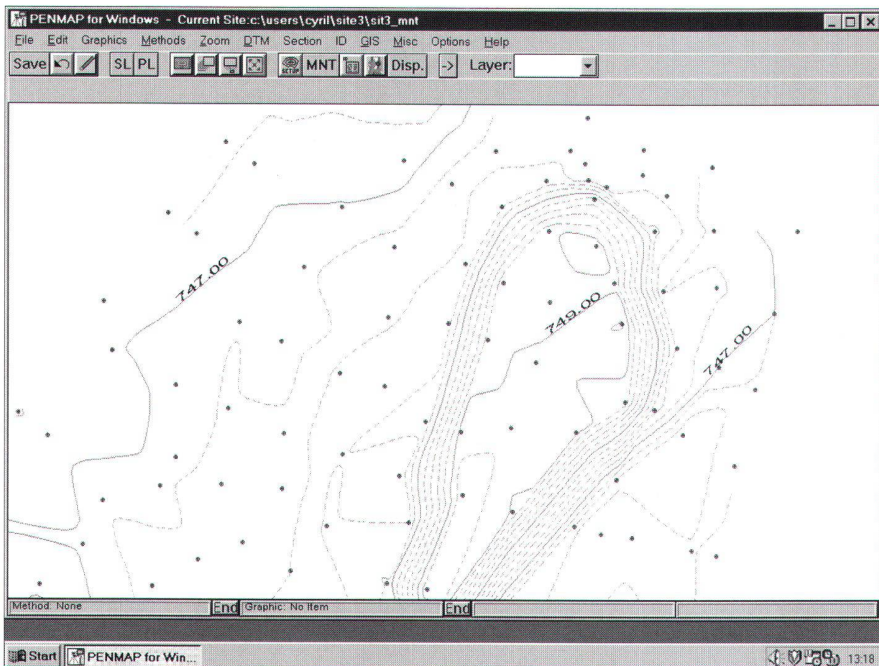 PENMAP for Windows - Current Site:c:\users\cyril\site3\sit3_mnt
File Edit Graphics Methods Zoom DTM Section ID GIS Misc Options Help
Save SL PL SETUP MNT Disp. -> Layer:
747.00
749.00
747.00
Method: None End Graphic: No Item End
Start PENMAP for Win... 13:18